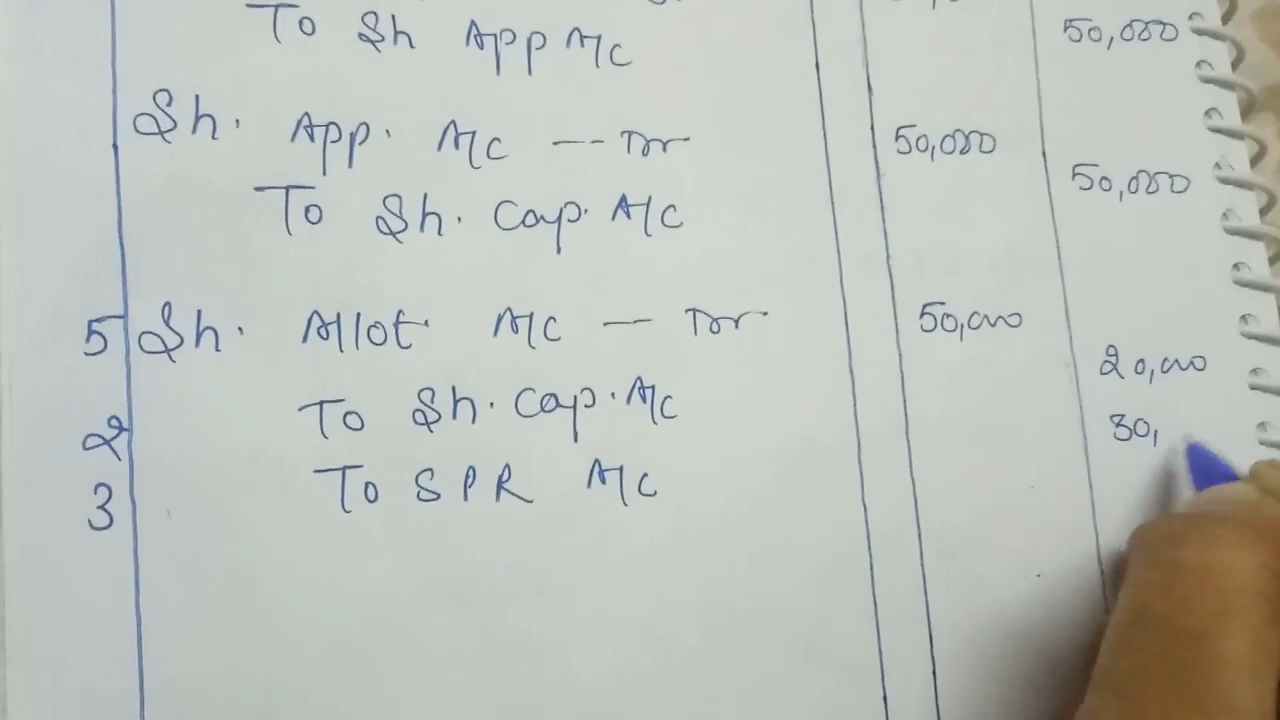 To Sh App A/c 50,000
Sh. App. A/c --- Dr 50,000
To Sh. Cap. A/c 50,000
5 Sh. Allot A/c — Dr 50,000
2 To Sh. Cap. A/c 20,000
3 To SPR A/c 30,